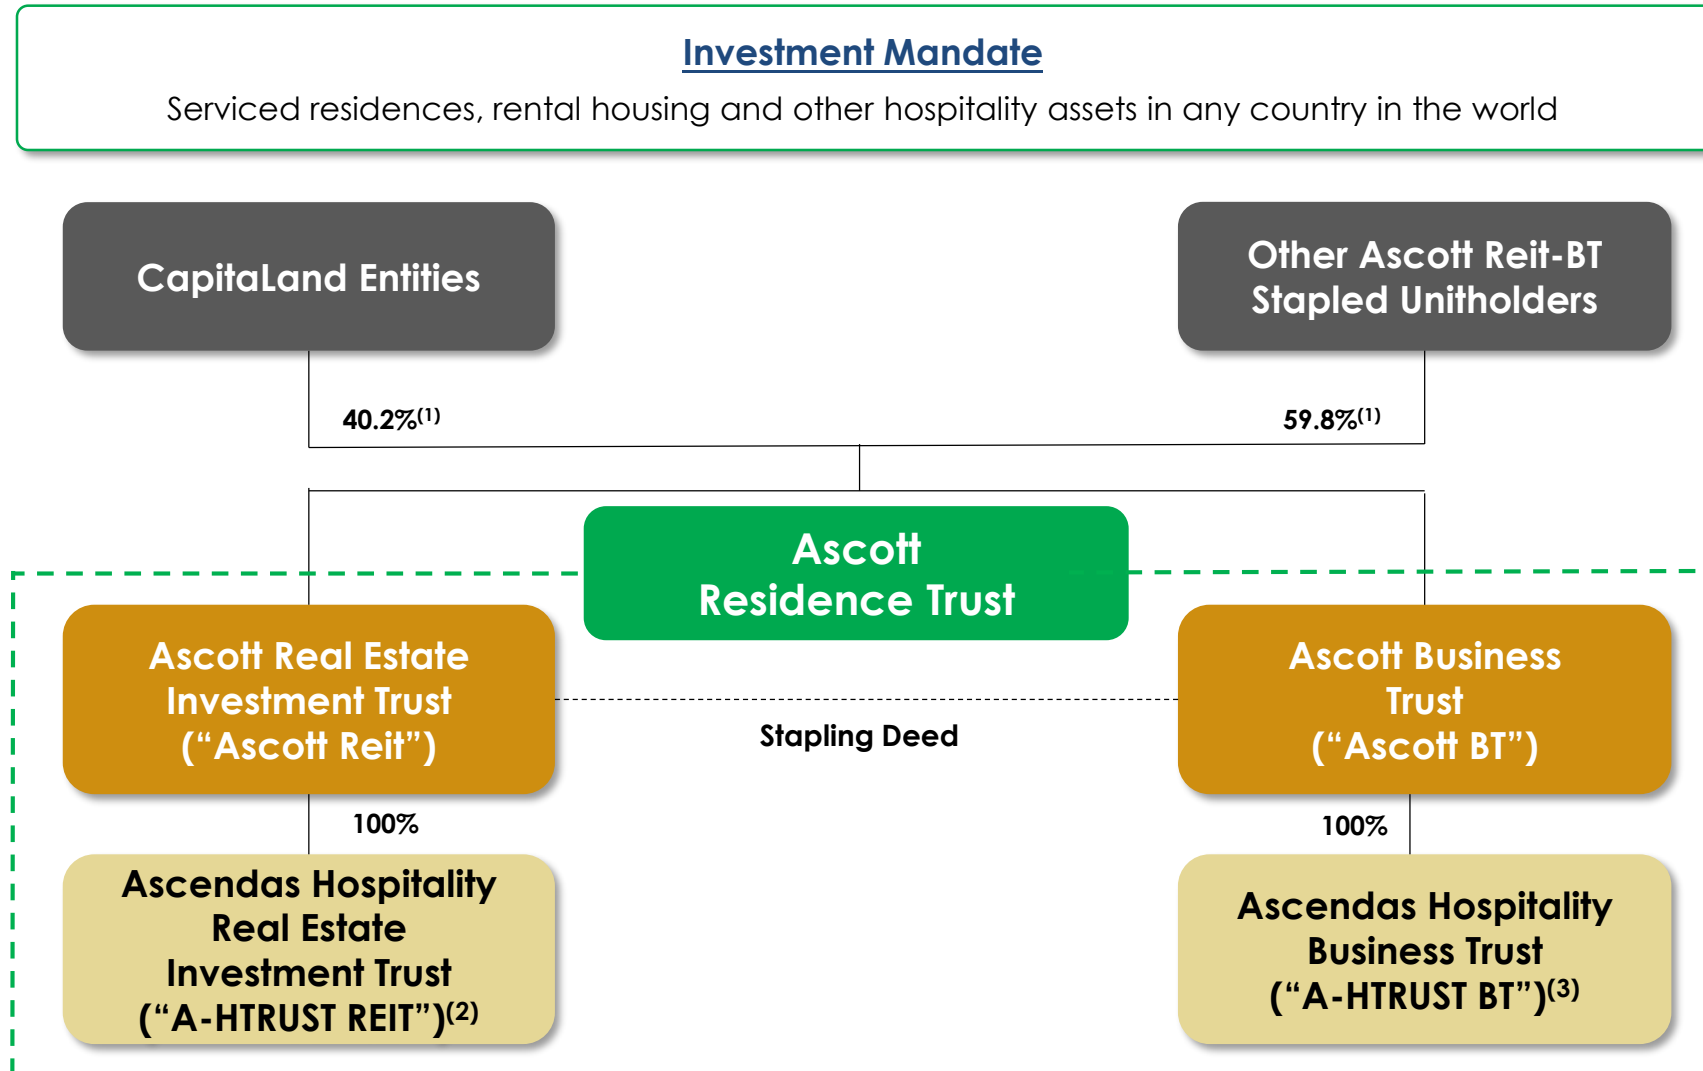 Investment Mandate
Serviced residences, rental housing and other hospitality assets in any country in the world
CapitaLand Entities
Other Ascott Reit-BT
Stapled Unitholders
40.2%(1)
59.8%(1)
Ascott
Residence Trust
Ascott Real Estate
Investment Trust
(“Ascott Reit”)
Stapling Deed
Ascott Business
Trust
(“Ascott BT”)
100%
100%
Ascendas Hospitality
Real Estate
Investment Trust
(“A-HTRUST REIT”)(2)
Ascendas Hospitality
Business Trust
(“A-HTRUST BT”)(3)